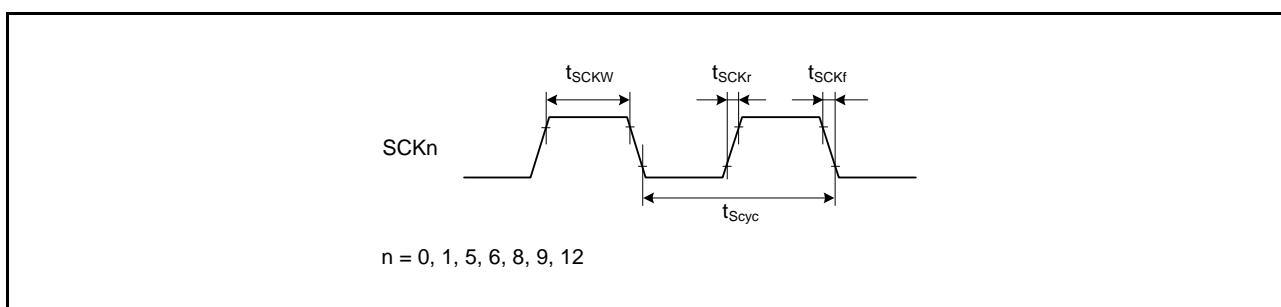 tSCKW
tSCKr
tSCKf
SCKn
tScyc
n = 0, 1, 5, 6, 8, 9, 12